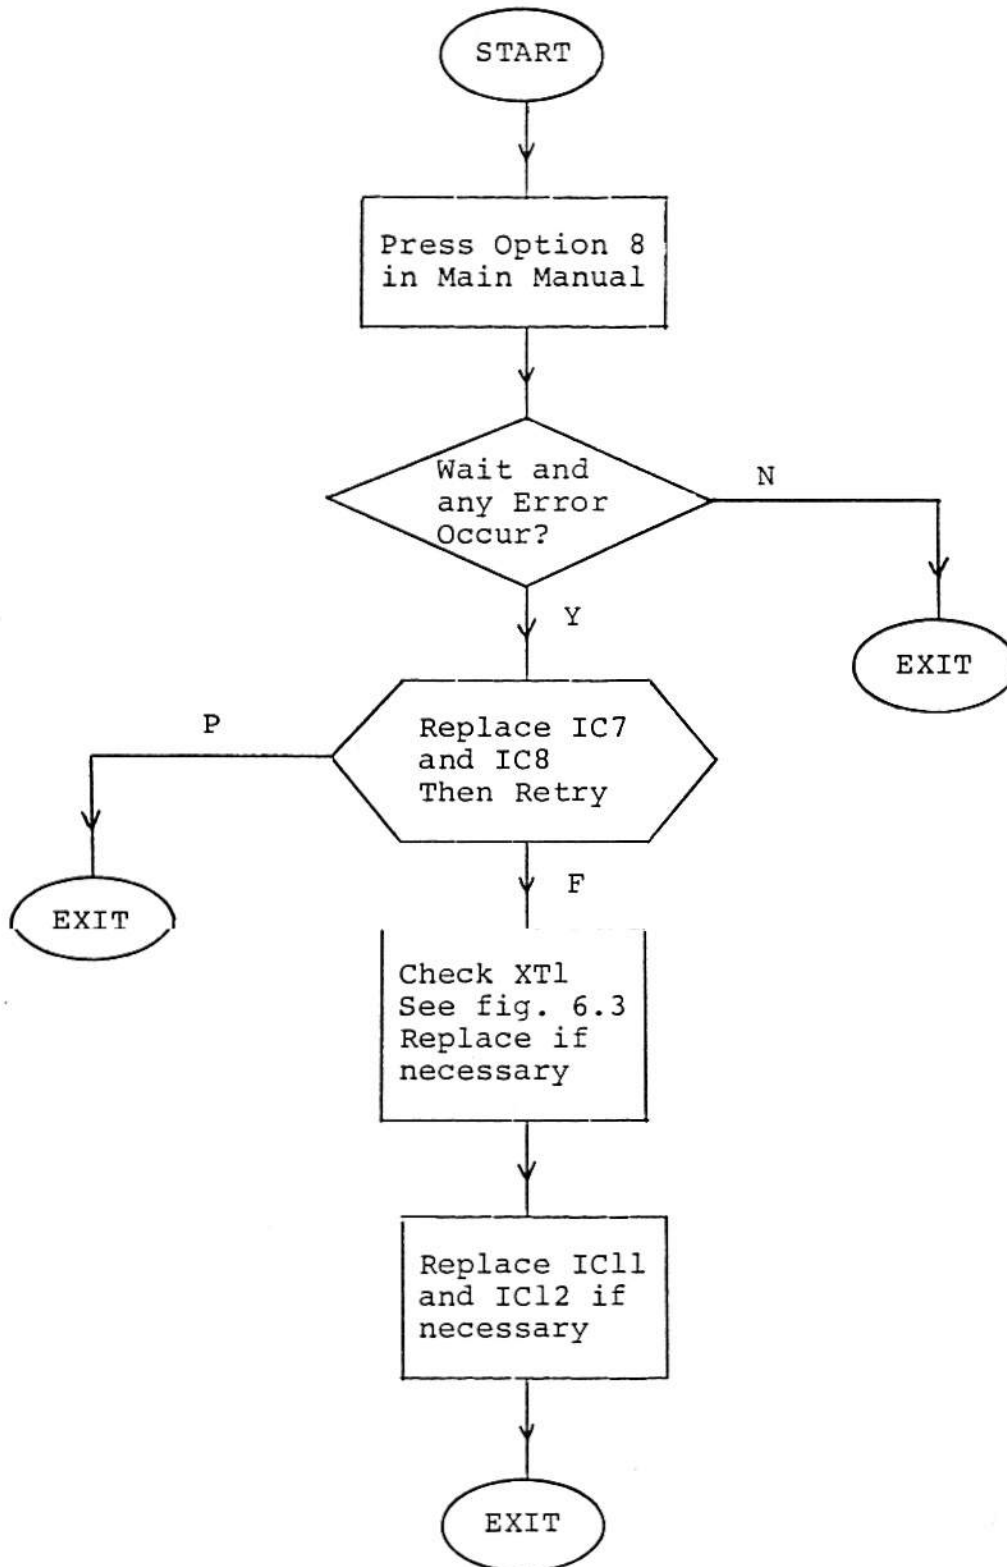 START
Press Option 8
in Main Manual
Wait and
any Error
Occur?
N
Y
EXIT
P
Replace IC7
and IC8
Then Retry
F
EXIT
Check XT1
See fig. 6.3
Replace if
necessary
Replace IC11
and IC12 if
necessary
EXIT